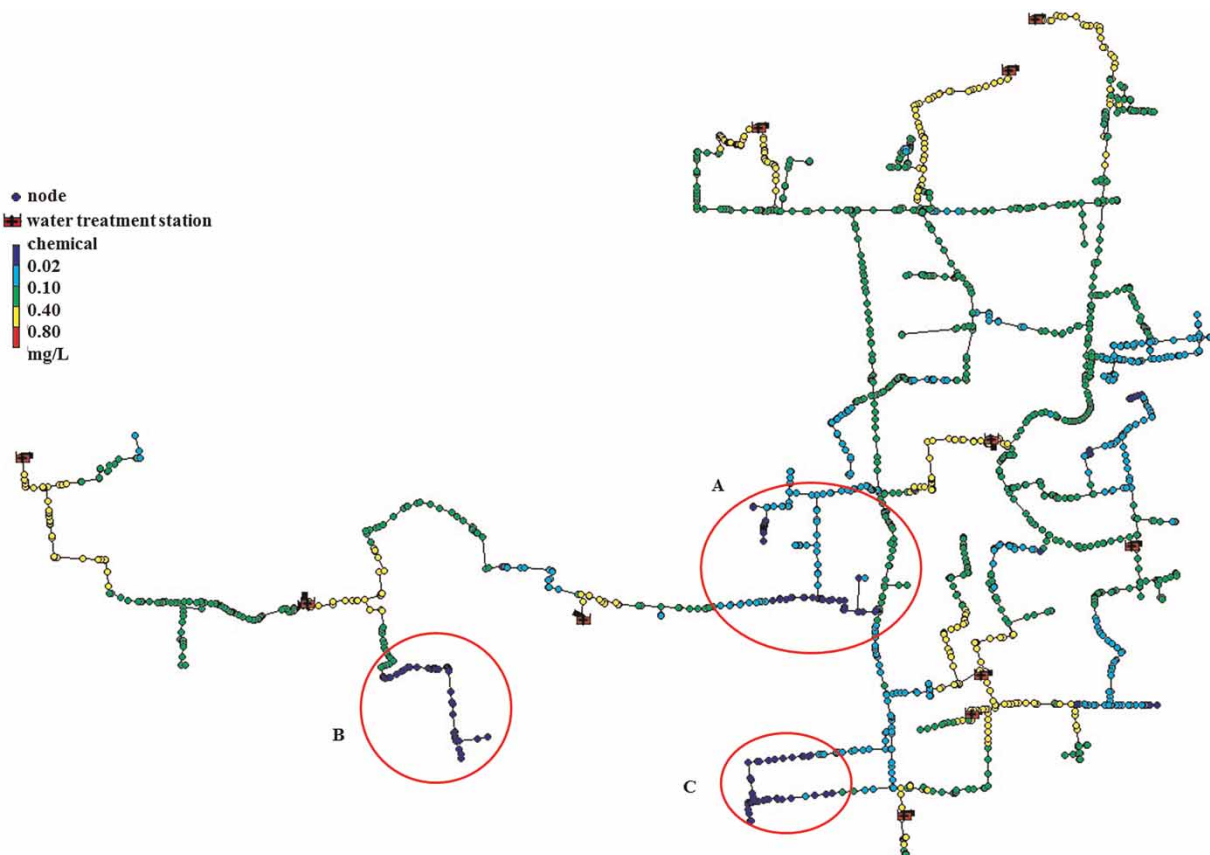 node
water treatment station
chemical
0.02
0.10
0.40
0.80
mg/L
A
B
C